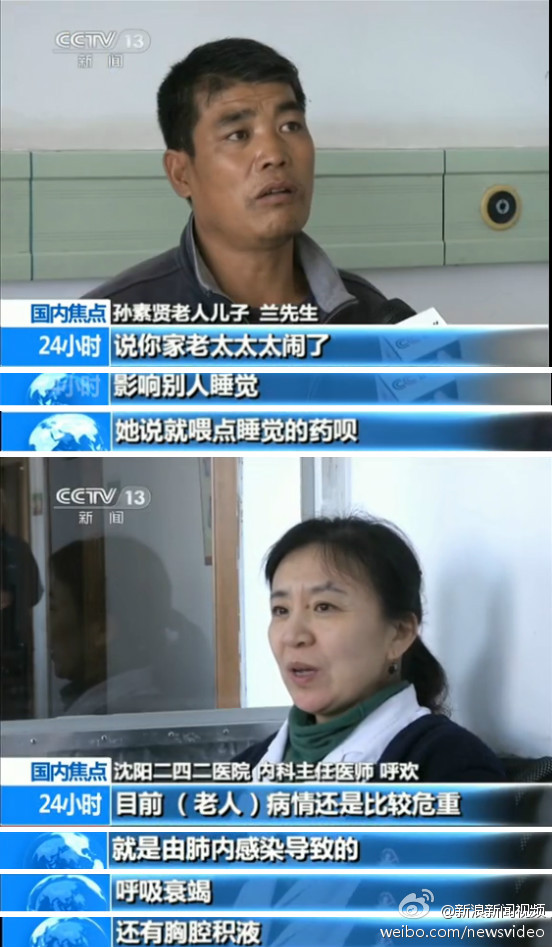 CCTV 13
新闻
国内焦点 孙素贤老人儿子 兰先生
24小时 说你家老太太太闹了
24小时 影响别人睡觉
她说就喂点睡觉的药呗
CCTV 13
新闻
国内焦点 沈阳二四二医院 内科主任医师 呼欢
24小时 目前（老人）病情还是比较危重
就是由肺内感染导致的
呼吸衰竭
还有胸腔积液
@新浪新闻视频
weibo.com/newsvideo